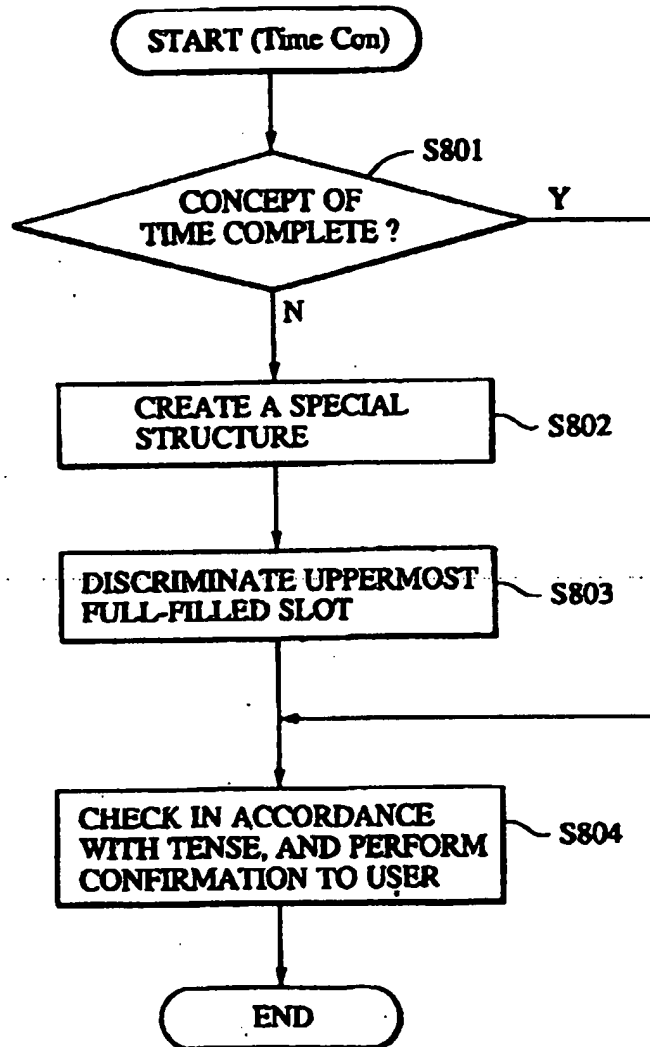 START (Time Con)
S801
CONCEPT OF
TIME COMPLETE ?
Y
N
CREATE A SPECIAL
STRUCTURE
S802
DISCRIMINATE UPPERMOST
FULL-FILLED SLOT
S803
CHECK IN ACCORDANCE
WITH TENSE, AND PERFORM
CONFIRMATION TO USER
S804
END